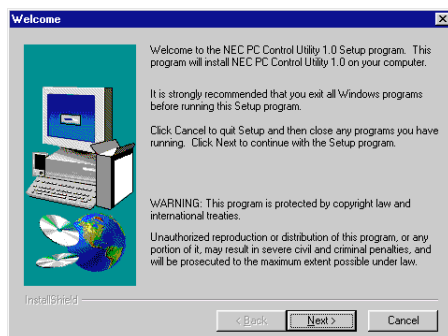 Welcome
Welcome to the NEC PC Control Utility 1.0 Setup program. This
program will install NEC PC Control Utility 1.0 on your computer.
It is strongly recommended that you exit all Windows programs
before running this Setup program.
Click Cancel to quit Setup and then close any programs you have
running. Click Next to continue with the Setup program.
WARNING: This program is protected by copyright law and
international treaties.
Unauthorized reproduction or distribution of this program, or any
portion of it, may result in severe civil and criminal penalties, and
will be prosecuted to the maximum extent possible under law.
InstallShield
< Back
Next >
Cancel